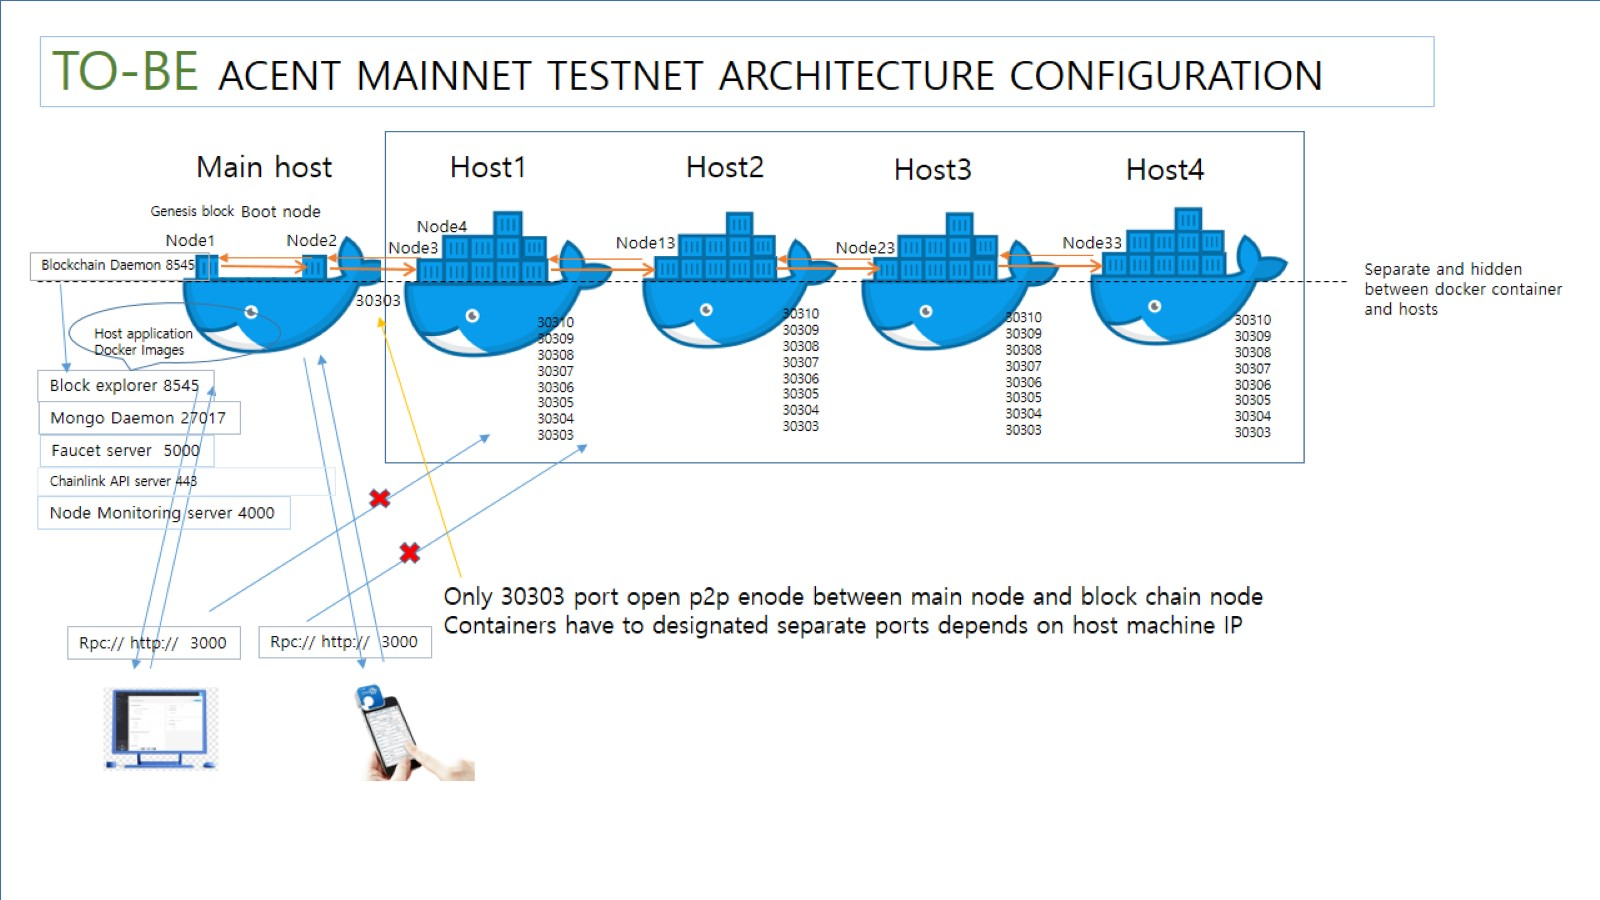 TO-BE ACENT MAINNET TESTNET ARCHITECTURE CONFIGURATION
Main host
Host1
Host2
Host3
Host4
Genesis block Boot node
Node1
Node2
Node4
Node3
Node13
Node23
Node33
Blockchain Daemon 8545
30303
Separate and hidden
between docker container
and hosts
Host application
Docker Images
Block explorer 8545
Mongo Daemon 27017
Faucet server 5000
Chainlink API server 443
Node Monitoring server 4000
30310
30309
30308
30307
30306
30305
30304
30303
30310
30309
30308
30307
30306
30305
30304
30303
30310
30309
30308
30307
30306
30305
30304
30303
30310
30309
30308
30307
30306
30305
30304
30303
Only 30303 port open p2p enode between main node and block chain node
Containers have to designated separate ports depends on host machine IP
Rpc:// http:// 3000
Rpc:// http:// 3000